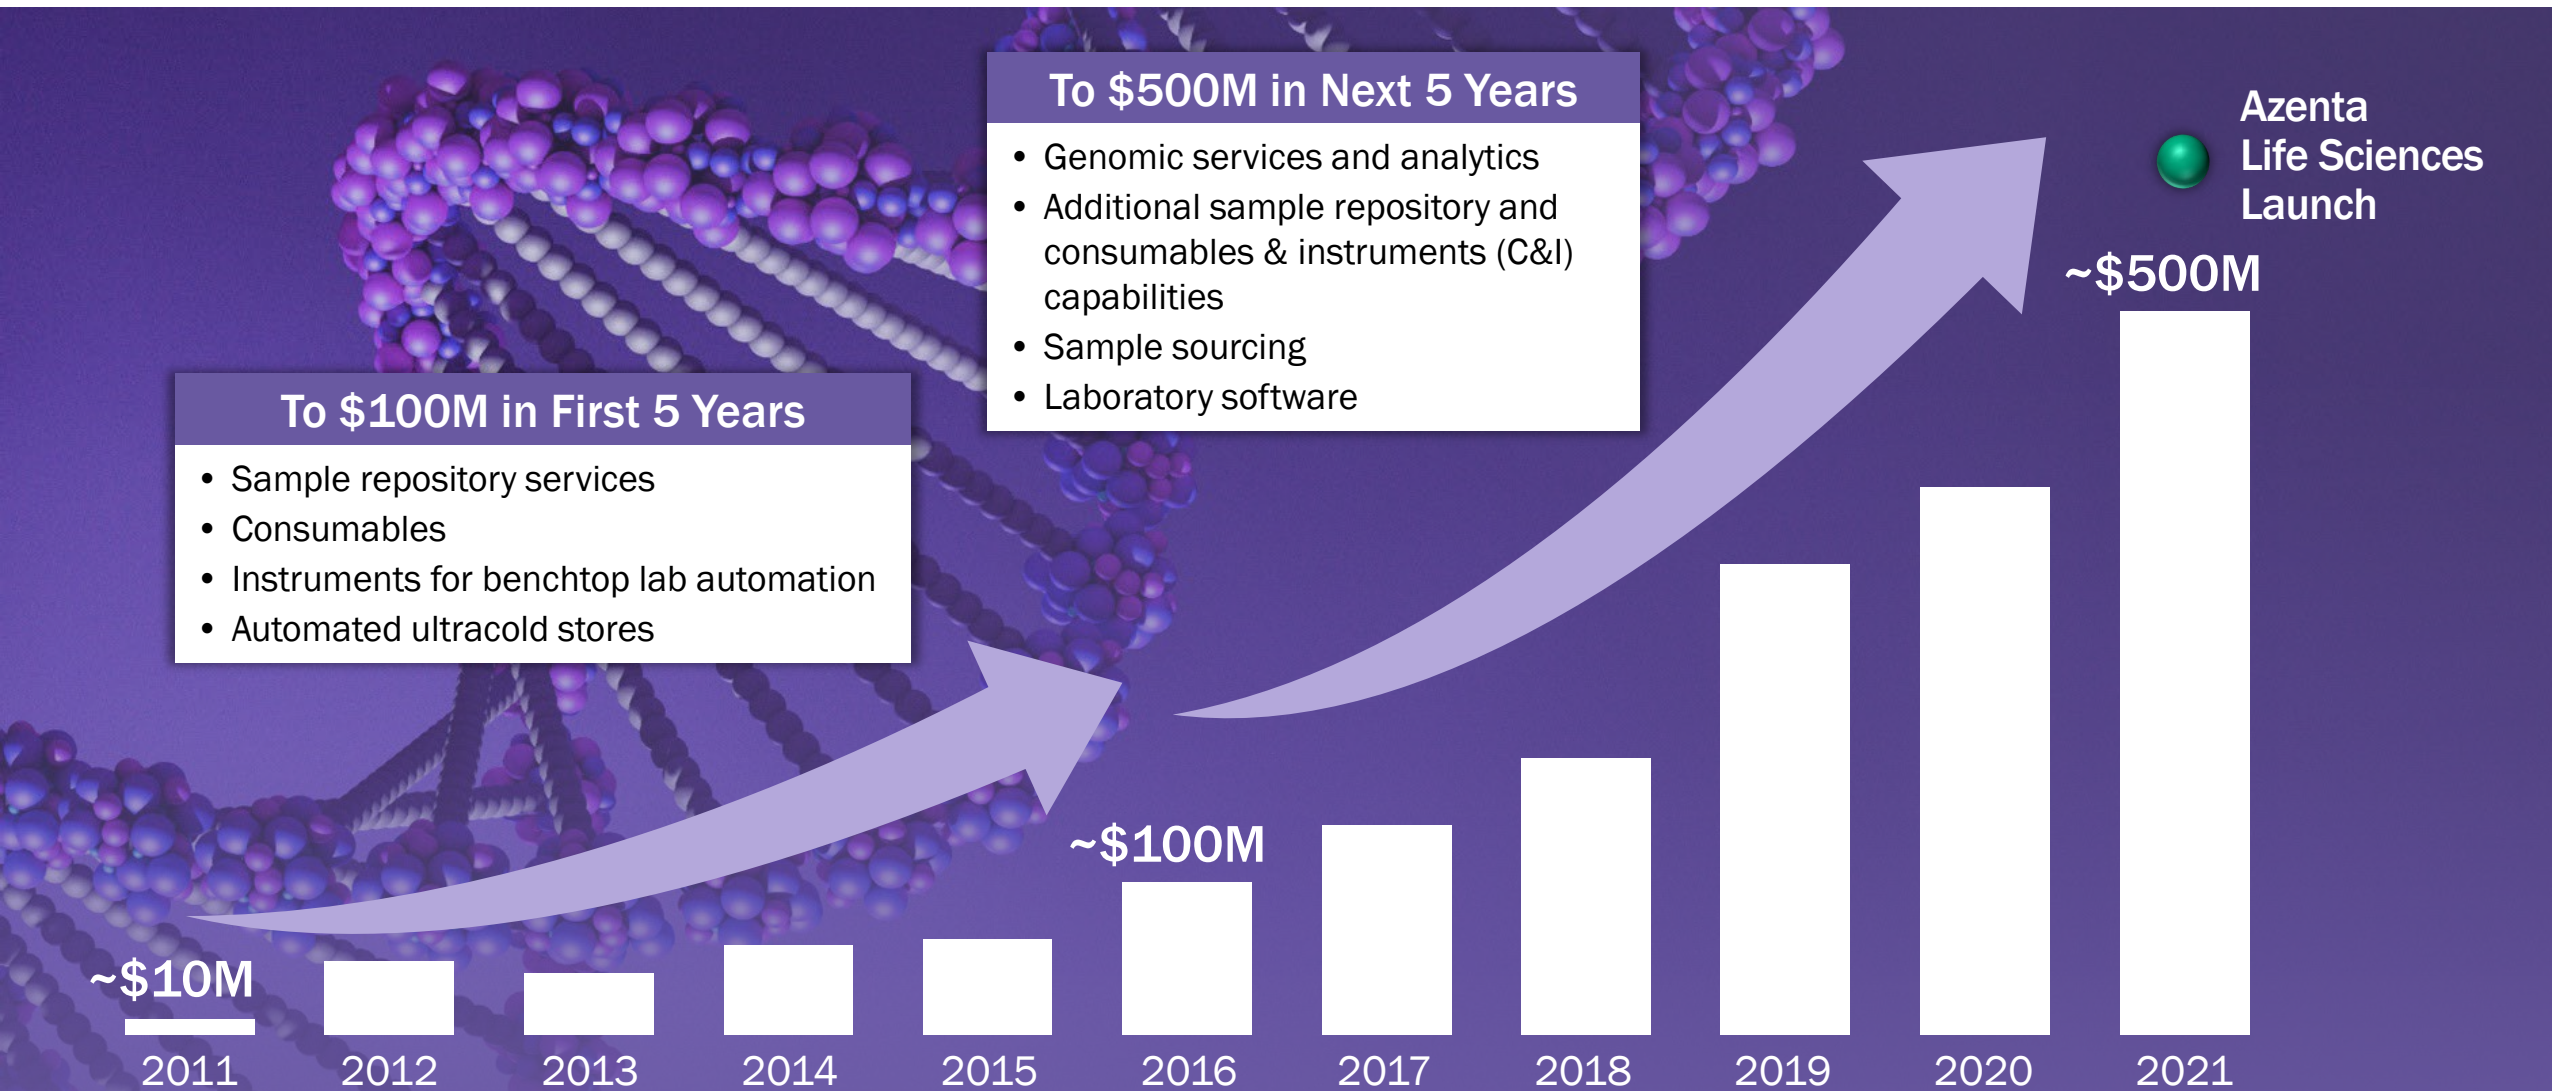 To $500M in Next 5 Years
• Genomic services and analytics
• Additional sample repository and
consumables & instruments (C&I)
capabilities
• Sample sourcing
• Laboratory software
Azenta
Life Sciences
Launch
~$500M
To $100M in First 5 Years
• Sample repository services
• Consumables
• Instruments for benchtop lab automation
• Automated ultracold stores
~$100M
~$10M
2011 2012 2013 2014 2015 2016 2017 2018 2019 2020 2021